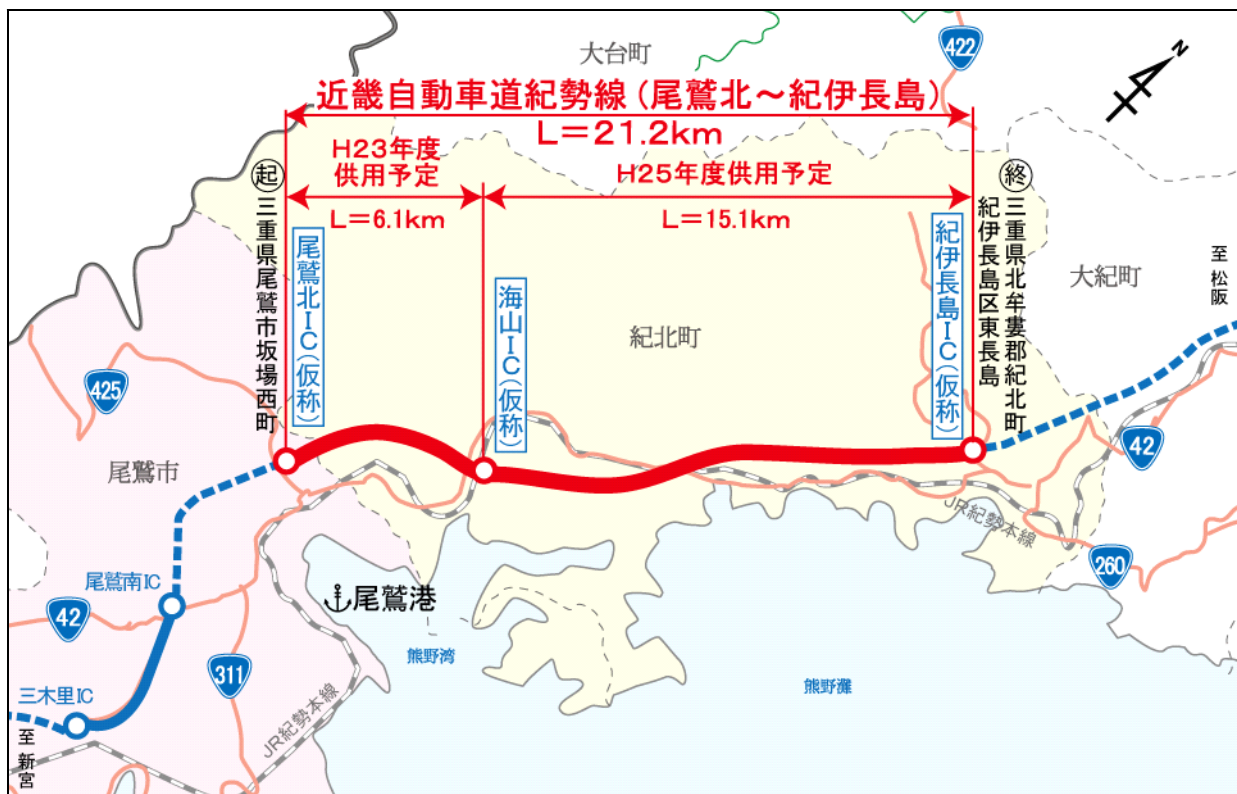 大台町
422
N
近畿自動車道紀勢線(尾鷲北〜紀伊長島)
L=21.2km
H23年度
供用予定
H25年度供用予定
L=6.1km
L=15.1km
起
三重県尾鷲市坂場西町
尾鷲北IC(仮称)
海山IC(仮称)
紀伊長島IC(仮称)
終
三重県北牟婁郡紀北町
紀伊長島区東長島
至 松阪
大紀町
紀北町
425
尾鷲市
42
JR紀勢本線
260
尾鷲南IC
尾鷲港
42
熊野湾
311
熊野灘
三木里IC
JR紀勢本線
至 新宮